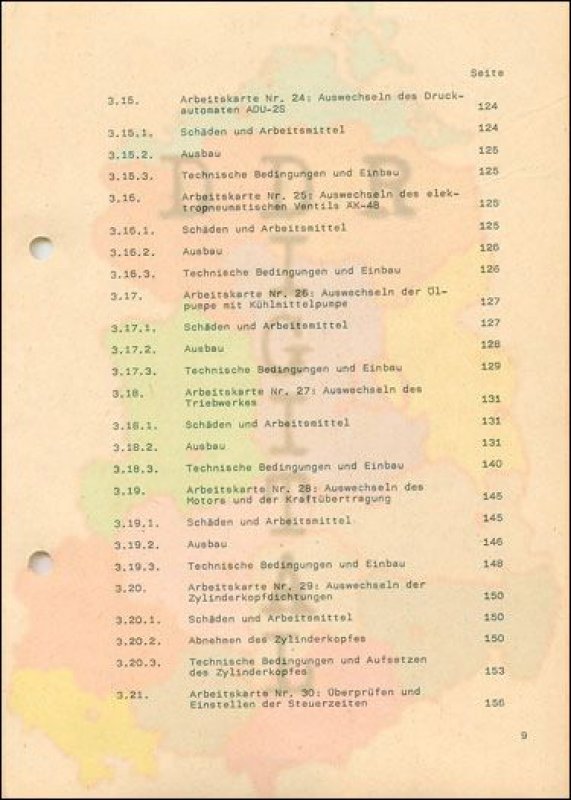 Seite
3.15. Arbeitskarte Nr. 24: Auswechseln des Druck-
automaten ADU-2S 124
3.15.1. Schäden und Arbeitsmittel 124
3.15.2. Ausbau 125
3.15.3. Technische Bedingungen und Einbau 125
3.16. Arbeitskarte Nr. 25: Auswechseln des elek-
tropneumatischen Ventils ÄK-48 125
3.16.1. Schäden und Arbeitsmittel 125
3.16.2. Ausbau 126
3.16.3. Technische Bedingungen und Einbau 126
3.17. Arbeitskarte Nr. 26: Auswechseln der Öl-
pumpe mit Kühlmittelpumpe 127
3.17.1. Schäden und Arbeitsmittel 127
3.17.2. Ausbau 128
3.17.3. Technische Bedingungen und Einbau 129
3.18. Arbeitskarte Nr. 27: Auswechseln des
Triebwerkes 131
3.18.1. Schäden und Arbeitsmittel 131
3.18.2. Ausbau 131
3.18.3. Technische Bedingungen und Einbau 140
3.19. Arbeitskarte Nr. 28: Auswechseln des
Motors und der Kraftübertragung 145
3.19.1. Schäden und Arbeitsmittel 145
3.19.2. Ausbau 146
3.19.3. Technische Bedingungen und Einbau 148
3.20. Arbeitskarte Nr. 29: Auswechseln der
Zylinderkopfdichtungen 150
3.20.1. Schäden und Arbeitsmittel 150
3.20.2. Abnehmen des Zylinderkopfes 150
3.20.3. Technische Bedingungen und Aufsetzen
des Zylinderkopfes 153
3.21. Arbeitskarte Nr. 30: Überprüfen und
Einstellen der Steuerzeiten 156
9
DDR
DIGITAL